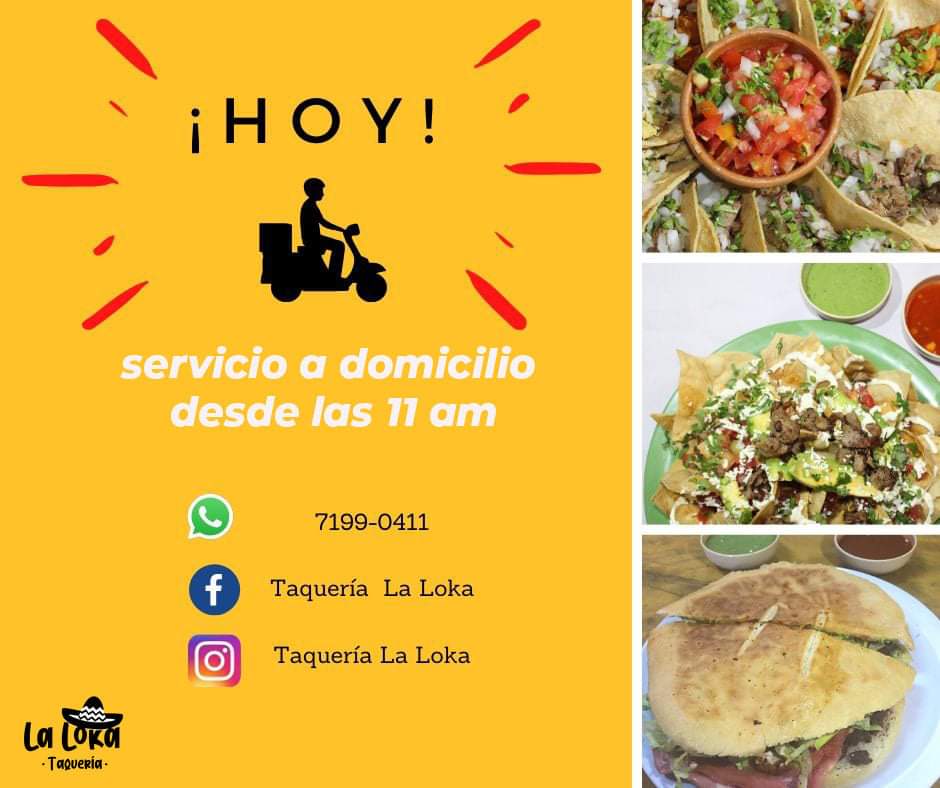 ¡HOY!
servicio a domicilio
desde las 11 am
7199-0411
Taquería La Loka
Taquería La Loka
La Loka
· Taquería ·